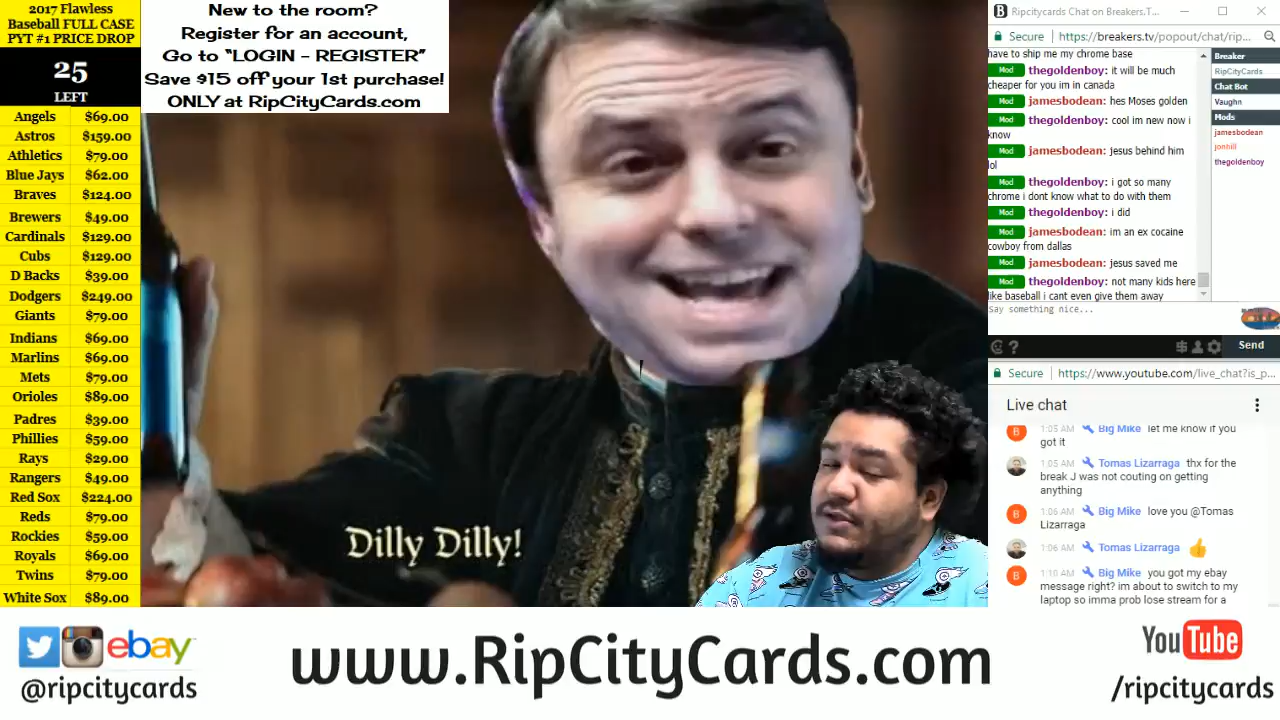 2017 Flawless
Baseball FULL CASE
PYT #1 PRICE DROP
25
LEFT
Angels $69.00
Astros $159.00
Athletics $79.00
Blue Jays $62.00
Braves $124.00
Brewers $49.00
Cardinals $129.00
Cubs $129.00
D Backs $39.00
Dodgers $249.00
Giants $79.00
Indians $69.00
Marlins $69.00
Mets $79.00
Orioles $89.00
Padres $39.00
Phillies $59.00
Rays $29.00
Rangers $49.00
Red Sox $224.00
Reds $79.00
Rockies $59.00
Royals $69.00
Twins $79.00
White Sox $89.00
New to the room?
Register for an account,
Go to “LOGIN - REGISTER”
Save $15 off your 1st purchase!
ONLY at RipCityCards.com
Dilly Dilly!
B Ripcitycards Chat on Breakers.T...
Secure https://breakers.tv/popout/chat/rip...
have to ship me my chrome base
Mod thegoldenboy: it will be much
cheaper for you im in canada
Mod jamesbodean: hes Moses golden
Mod thegoldenboy: cool im new now i
know
Mod jamesbodean: jesus behind him
lol
Mod thegoldenboy: i got so many
chrome i dont know what to do with them
Mod thegoldenboy: i did
Mod jamesbodean: im an ex cocaine
cowboy from dallas
Mod jamesbodean: jesus saved me
Mod thegoldenboy: not many kids here
like baseball i cant even give them away
Say something nice...
Send
Breaker
RipCityCards
Chat Bot
Vaughn
Mods
jamesbodean
jonhill
thegoldenboy
Secure https://www.youtube.com/live_chat?is_p...
Live chat
B 1:05 AM Big Mike let me know if you
got it
1:05 AM Tomas Lizarraga thx for the
break J was not couting on getting
anything
B 1:06 AM Big Mike love you @Tomas
Lizarraga
1:06 AM Tomas Lizarraga 👍
B 1:10 AM Big Mike you got my ebay
message right? im about to switch to my
laptop so imma prob lose stream for a
ebay
@ripcitycards
www.RipCityCards.com
YouTube
/ripcitycards